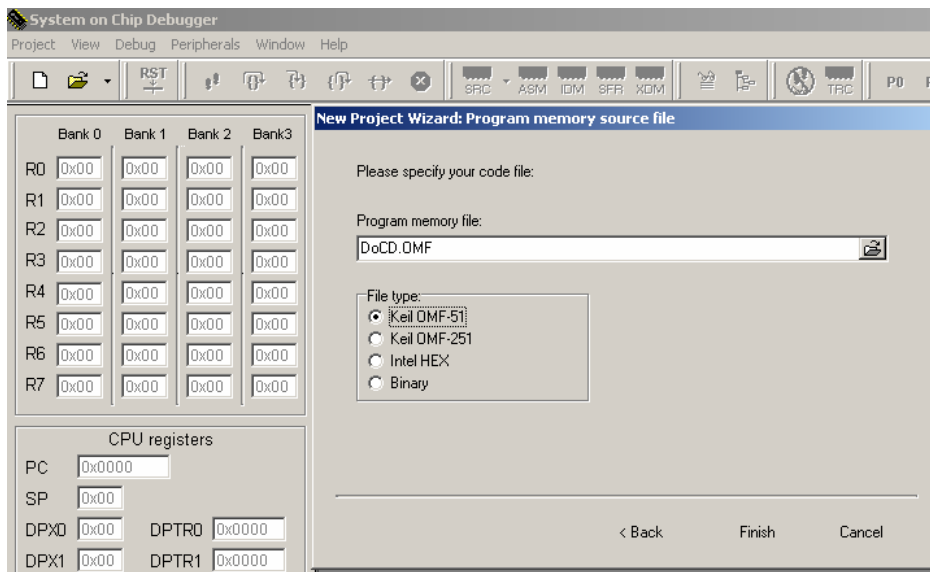 System on Chip Debugger
Project View Debug Peripherals Window Help
RST SRC ASM IDM SFR XDM TRC P0
New Project Wizard: Program memory source file
Bank 0 Bank 1 Bank 2 Bank3
R0 0x00 0x00 0x00 0x00
R1 0x00 0x00 0x00 0x00
R2 0x00 0x00 0x00 0x00
R3 0x00 0x00 0x00 0x00
R4 0x00 0x00 0x00 0x00
R5 0x00 0x00 0x00 0x00
R6 0x00 0x00 0x00 0x00
R7 0x00 0x00 0x00 0x00
CPU registers
PC 0x0000
SP 0x00
DPX0 0x00 DPTR0 0x0000
DPX1 0x00 DPTR1 0x0000
Please specify your code file:
Program memory file:
DoCD.OMF
File type:
Keil OMF-51
Keil OMF-251
Intel HEX
Binary
< Back Finish Cancel